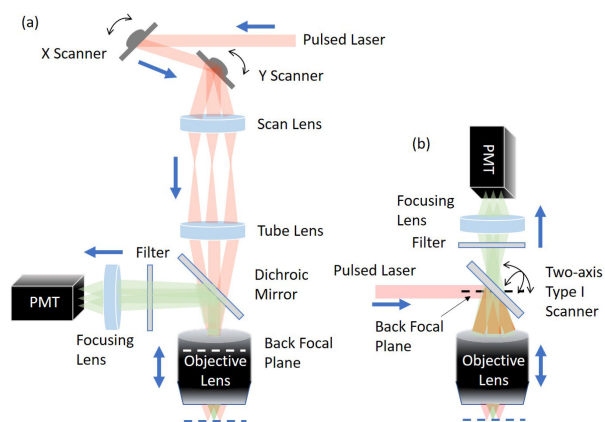 (a)
Pulsed Laser
X Scanner
Y Scanner
Scan Lens
Tube Lens
Filter
Dichroic
Mirror
PMT
Focusing
Lens
Back Focal
Plane
Objective
Lens
(b)
PMT
Focusing
Lens
Filter
Pulsed Laser
Two-axis
Type I
Scanner
Back Focal
Plane
Objective
Lens